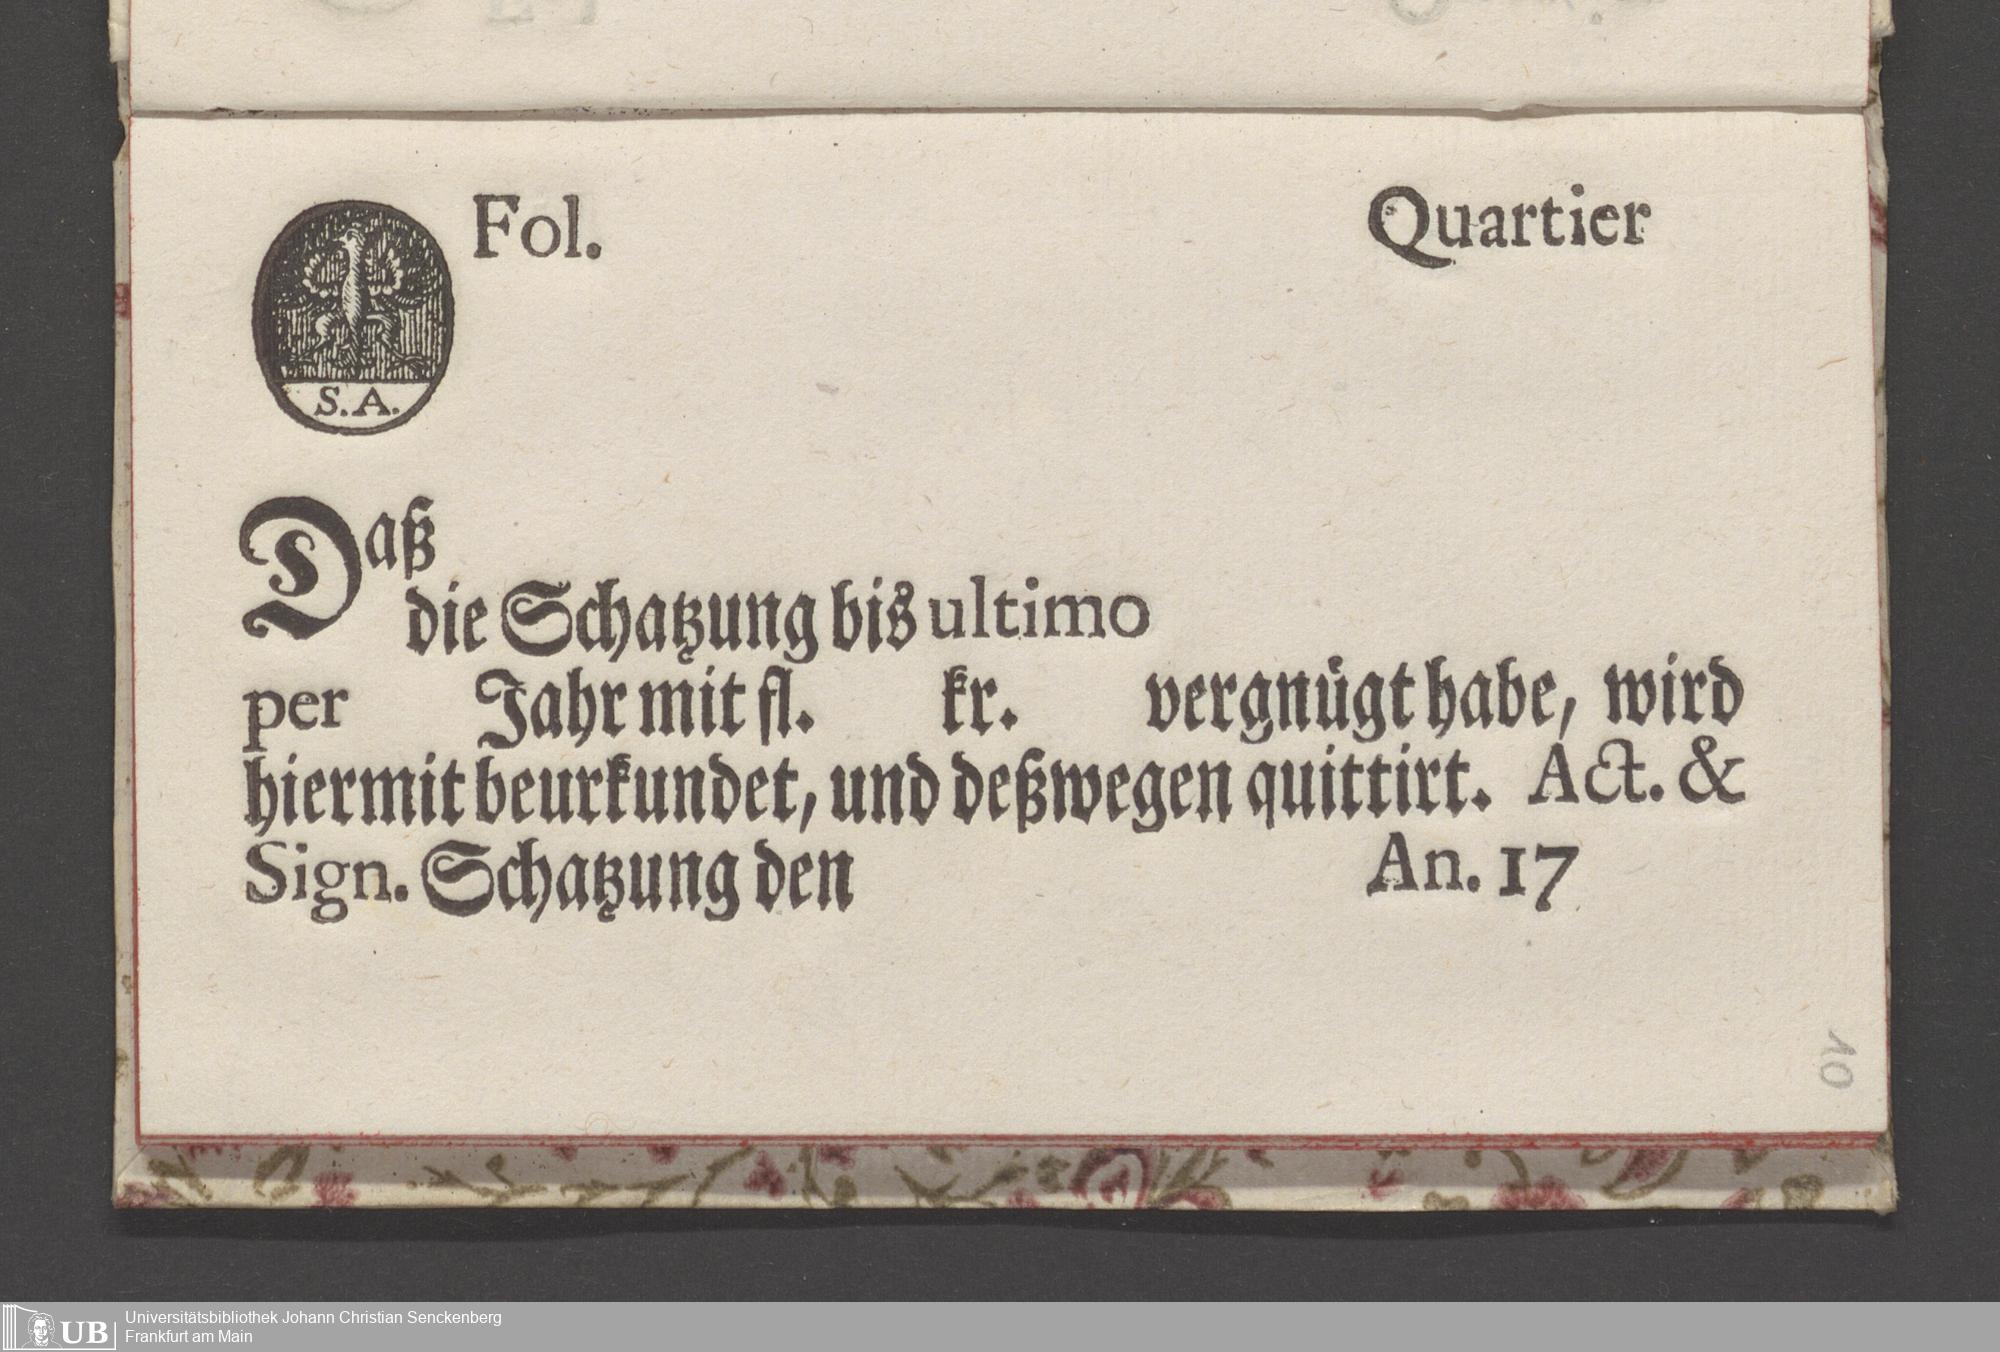 Fol. Quartier
S. A.
Daß
die Schatzung bis ultimo
per Jahr mit fl. kr. vergnügt habe, wird
hiermit beurkundet, und deßwegen quittirt. Act. &
Sign. Schatzung den An. 17
UB
Universitätsbibliothek Johann Christian Senckenberg
Frankfurt am Main